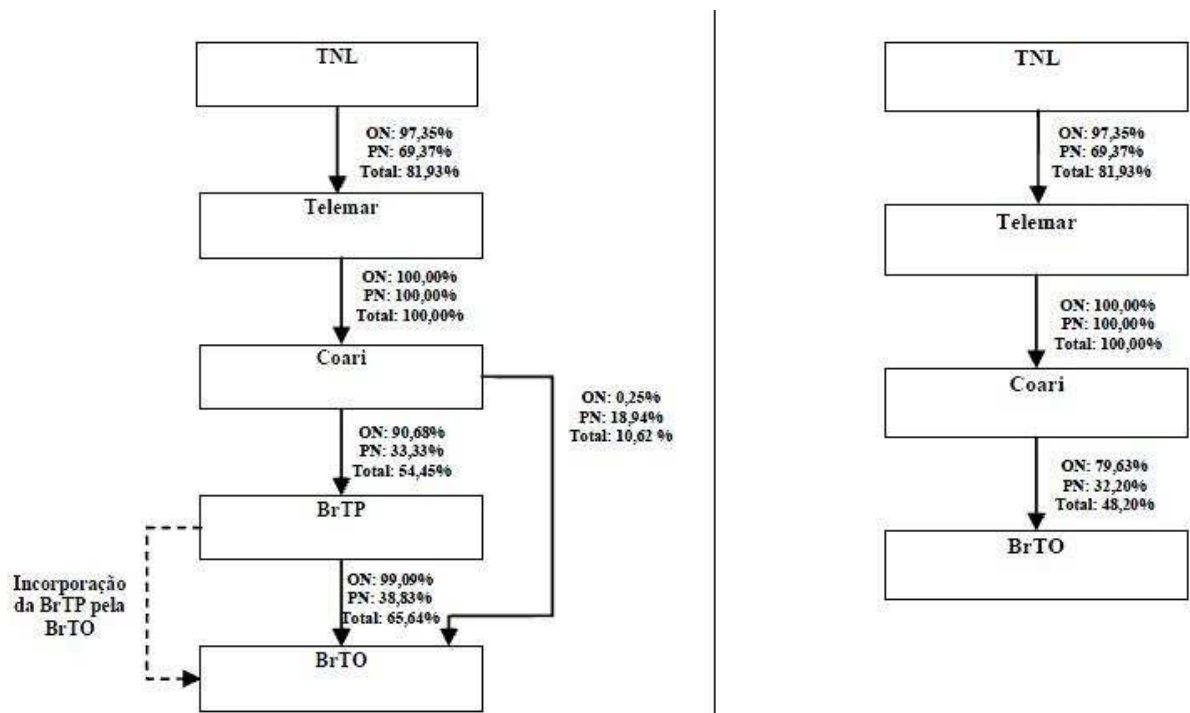 TNL
ON: 97,35%
PN: 69,37%
Total: 81,93%
Telemar
ON: 100,00%
PN: 100,00%
Total: 100,00%
Coari
ON: 0,25%
PN: 18,94%
Total: 10,62 %
ON: 90,68%
PN: 33,33%
Total: 54,45%
BrTP
Incorporação
da BrTP pela
BrTO
ON: 99,09%
PN: 38,83%
Total: 65,64%
BrTO
TNL
ON: 97,35%
PN: 69,37%
Total: 81,93%
Telemar
ON: 100,00%
PN: 100,00%
Total: 100,00%
Coari
ON: 79,63%
PN: 32,20%
Total: 48,20%
BrTO